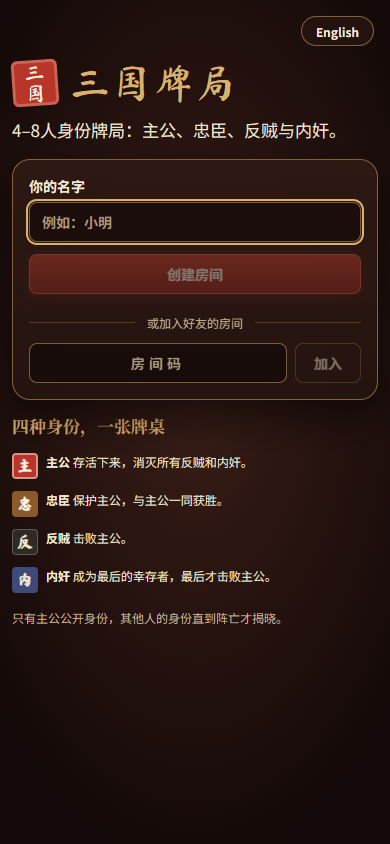 English
三国
三国牌局
4–8人身份牌局：主公、忠臣、反贼与内奸。
你的名字
例如：小明
创建房间
或加入好友的房间
房间码
加入
四种身份，一张牌桌
主 主公 存活下来，消灭所有反贼和内奸。
忠 忠臣 保护主公，与主公一同获胜。
反 反贼 击败主公。
内 内奸 成为最后的幸存者，最后才击败主公。
只有主公公开身份，其他人的身份直到阵亡才揭晓。